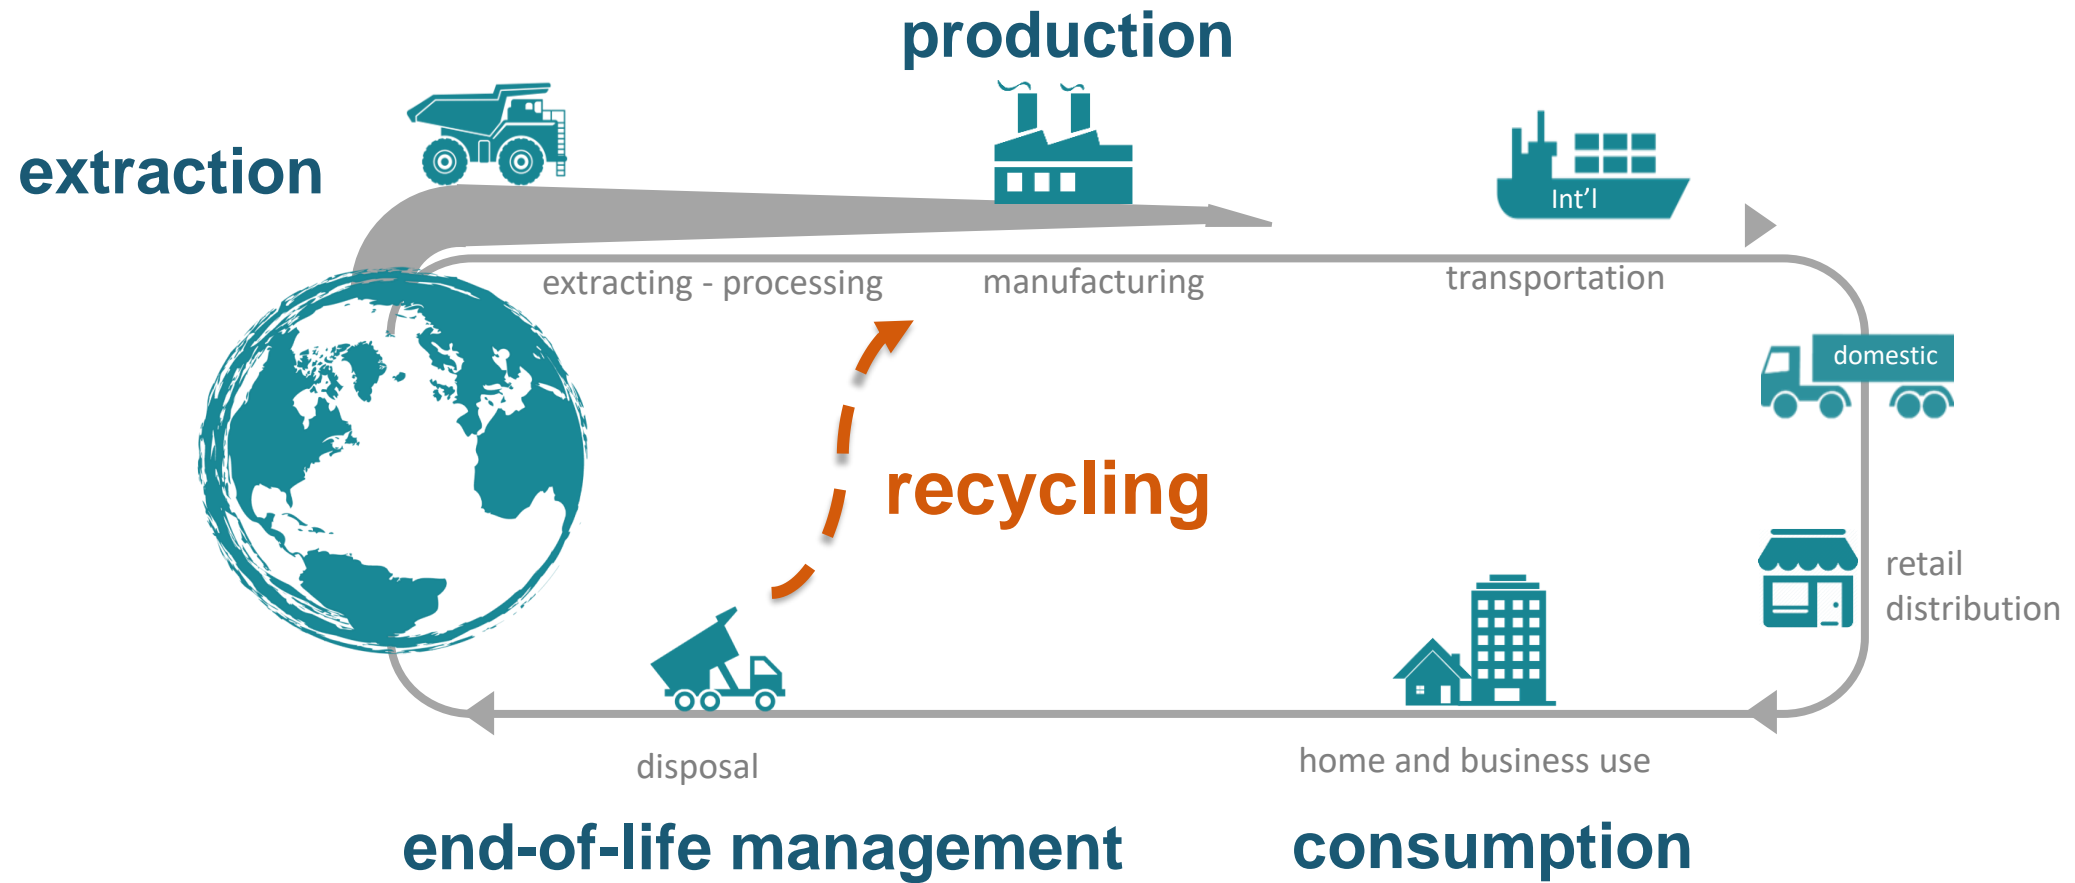 production
extraction
Int’l
extracting - processing
manufacturing
transportation
domestic
recycling
retail
distribution
disposal
home and business use
end-of-life management
consumption